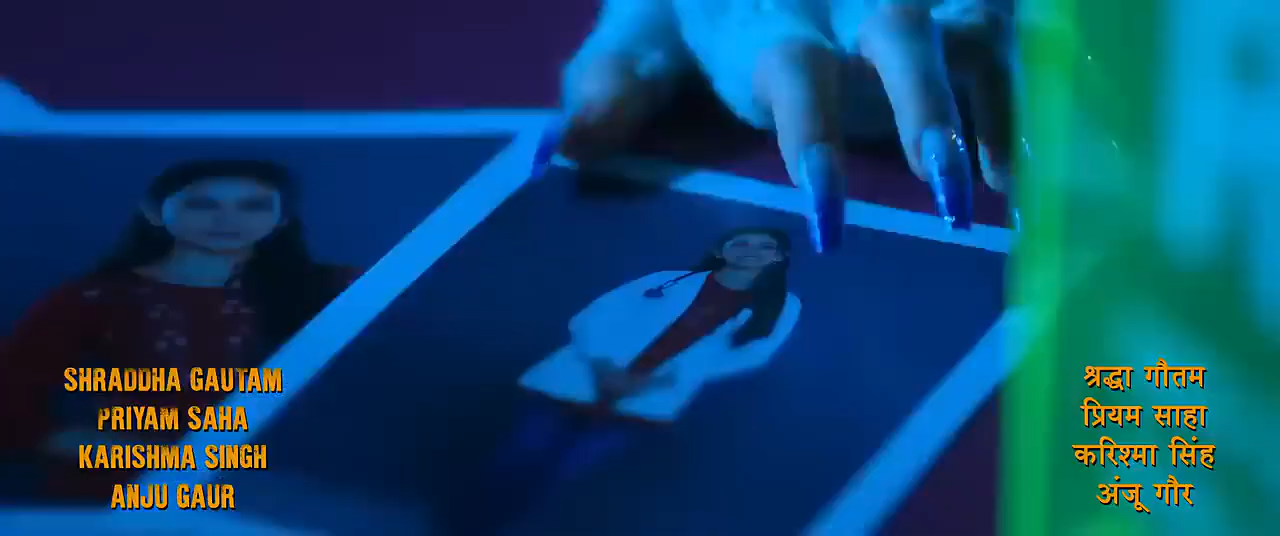 SHRADDHA GAUTAM
PRIYAM SAHA
KARISHMA SINGH
ANJU GAUR
श्रद्धा गौतम
प्रियम साहा
करिश्मा सिंह
अंजू गौर